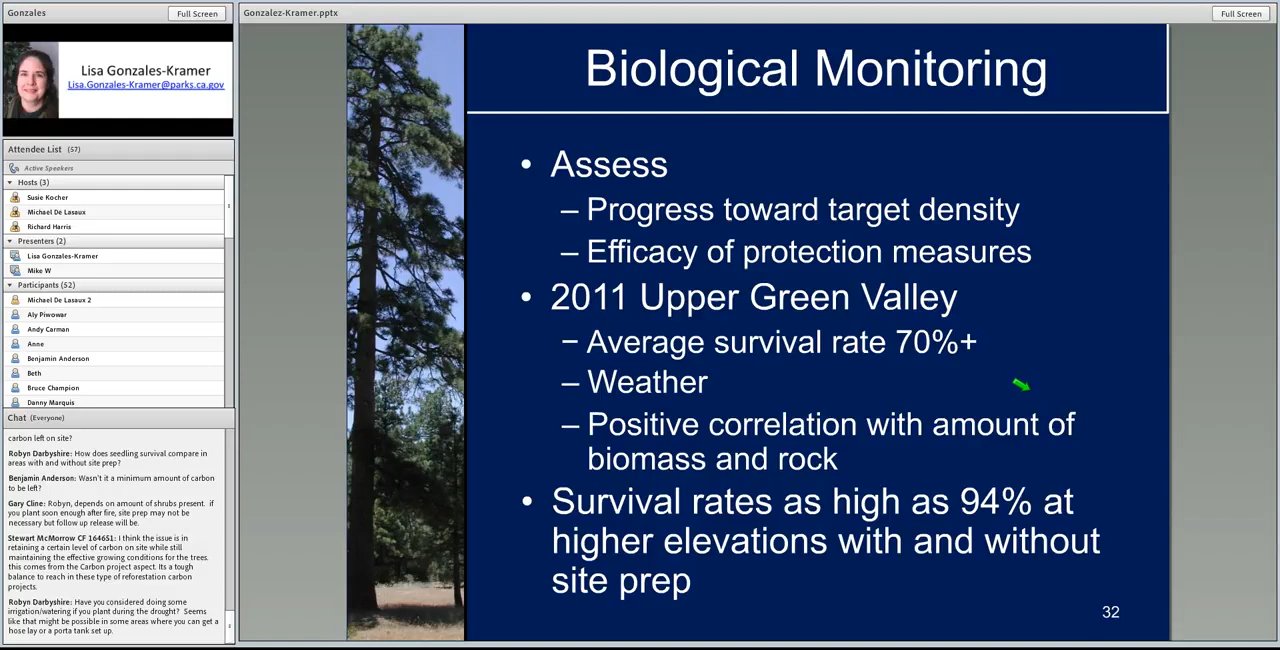 Gonzales
Full Screen
Lisa Gonzales-Kramer
Lisa.Gonzales-Kramer@parks.ca.gov
Attendee List (57)
Active Speakers
Hosts (3)
Susie Kocher
Michael De Lasaux
Richard Harris
Presenters (2)
Lisa Gonzales-Kramer
Mike W
Participants (52)
Michael De Lasaux 2
Aly Piwowar
Andy Carman
Anne
Benjamin Anderson
Beth
Bruce Champion
Danny Marquis
Chat (Everyone)
carbon left on site?
Robyn Darbyshire: How does seedling survival compare in
areas with and without site prep?
Benjamin Anderson: Wasn't it a minimum amount of carbon
to be left?
Gary Cline: Robyn, depends on amount of shrubs present. if
you plant soon enough after fire, site prep may not be
necessary but follow up release will be.
Stewart McMorrow CF 164651: I think the issue is in
retaining a certain level of carbon on site while still
maintaining the effective growing conditions for the trees.
this comes from the Carbon project aspect. Its a tough
balance to reach in these type of reforestation carbon
projects.
Robyn Darbyshire: Have you considered doing some
irrigation/watering if you plant during the drought? Seems
like that might be possible in some areas where you can get a
hose lay or a porta tank set up.
Gonzalez-Kramer.pptx
Full Screen
Biological Monitoring
• Assess
– Progress toward target density
– Efficacy of protection measures
• 2011 Upper Green Valley
– Average survival rate 70%+
– Weather
– Positive correlation with amount of
biomass and rock
• Survival rates as high as 94% at
higher elevations with and without
site prep
32